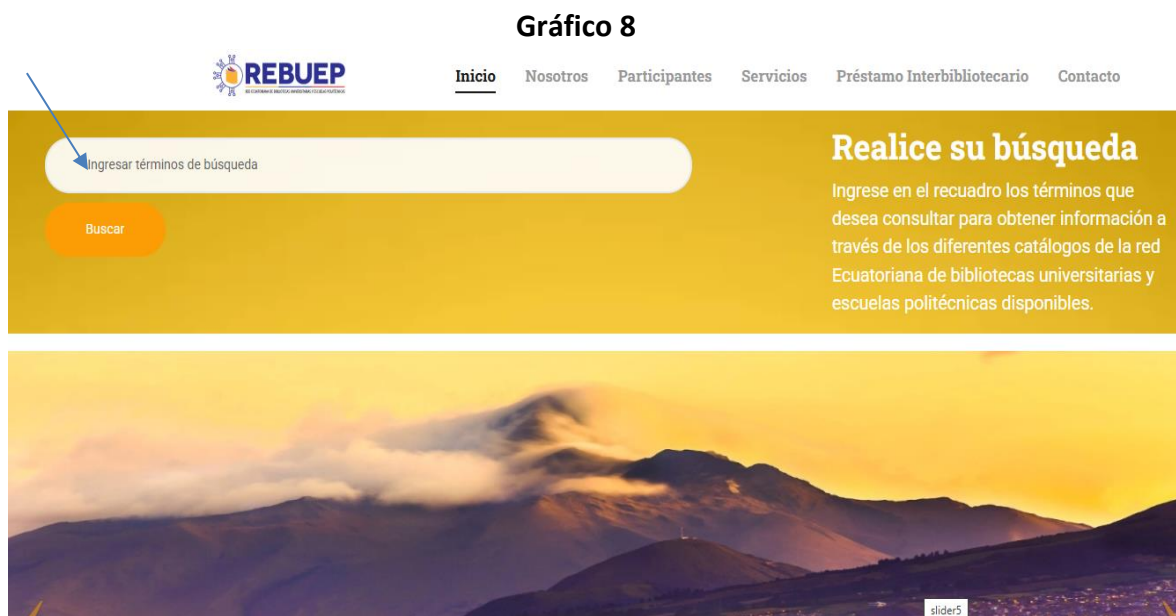 Gráfico 8
REBUEP
Inicio Nosotros Participantes Servicios Préstamo Interbibliotecario Contacto
Ingresar términos de búsqueda
Buscar
Realice su búsqueda
Ingrese en el recuadro los términos que
desea consultar para obtener información a
través de los diferentes catálogos de la red
Ecuatoriana de bibliotecas universitarias y
escuelas politécnicas disponibles.
slider5